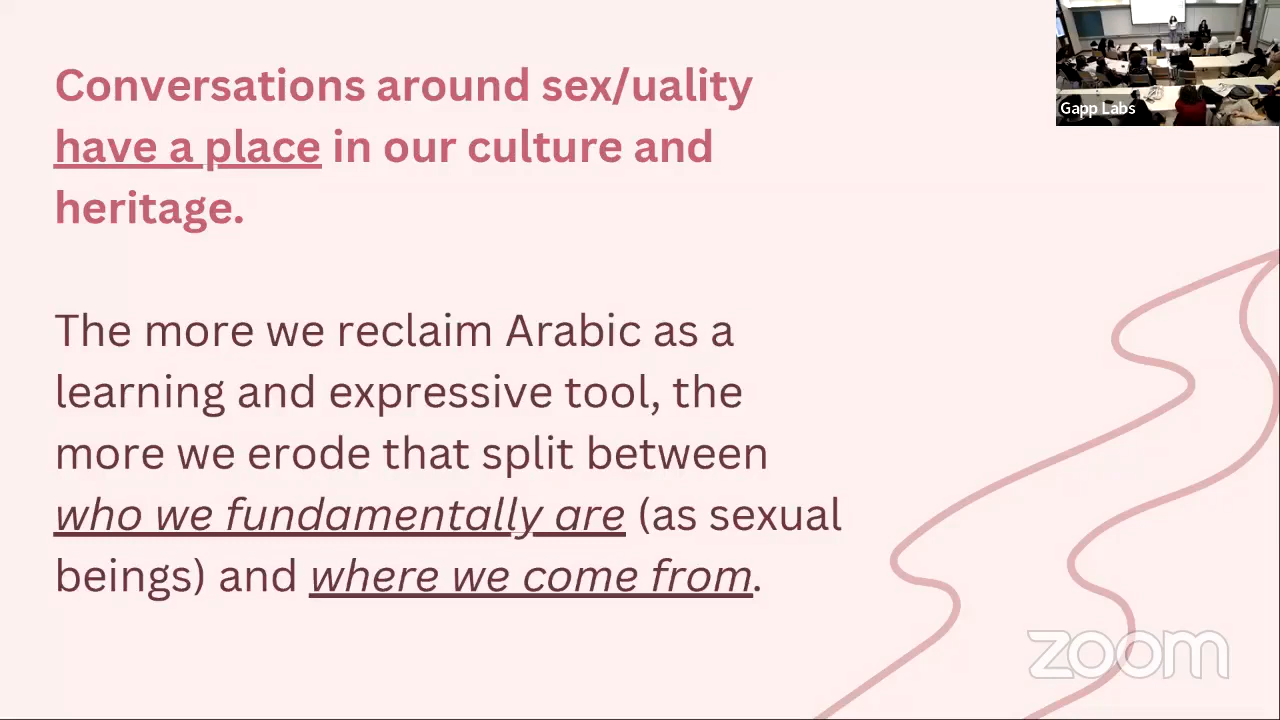 Conversations around sex/uality
have a place in our culture and
heritage.
The more we reclaim Arabic as a
learning and expressive tool, the
more we erode that split between
who we fundamentally are (as sexual
beings) and where we come from.
Gapp Labs
zoom